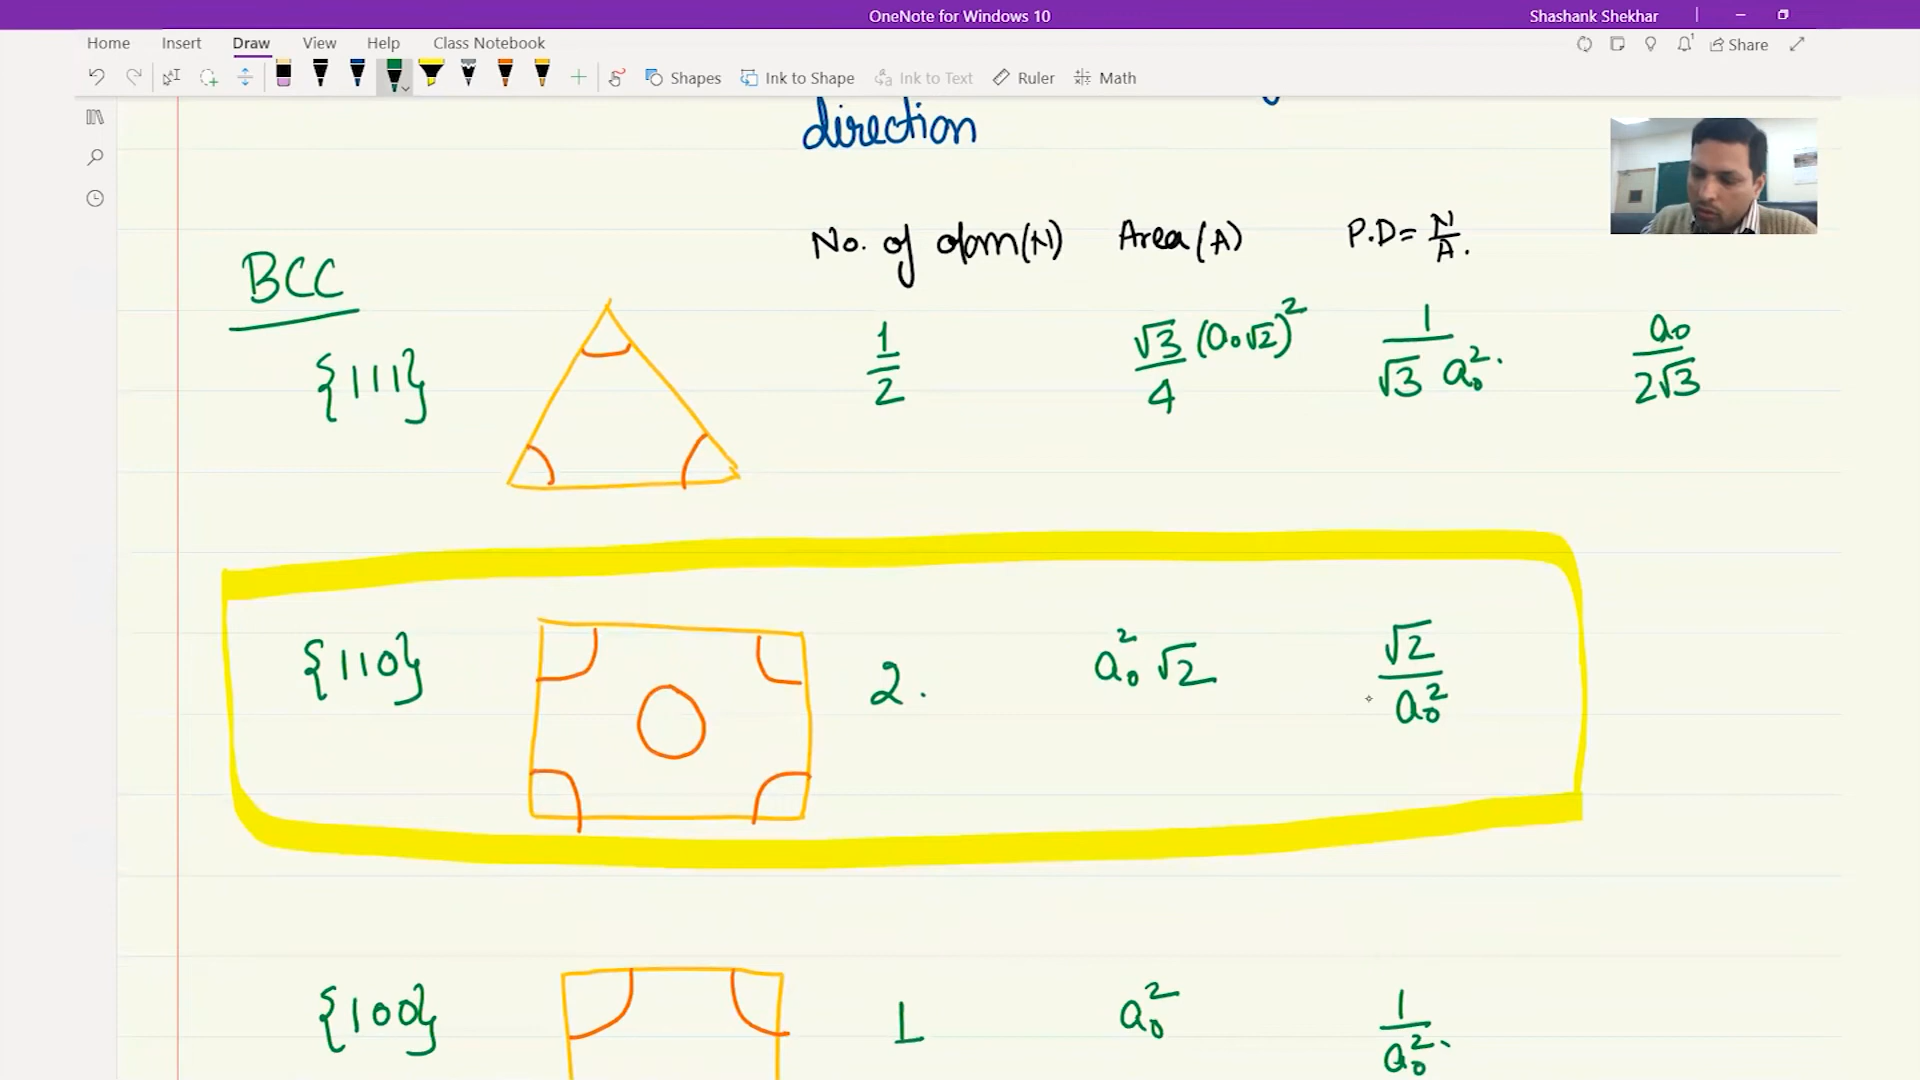 OneNote for Windows 10
Shashank Shekhar
Home Insert Draw View Help Class Notebook
Share
Shapes Ink to Shape Ink to Text Ruler Math
direction
No. of atom(N) Area(A) P.D = N/A.
BCC
{111} 1/2 √3/4 (a₀√2)² 1/√3 a₀². a₀/2√3
{110} 2. a₀² √2 √2/a₀²
{100} 1 a₀² 1/a₀².